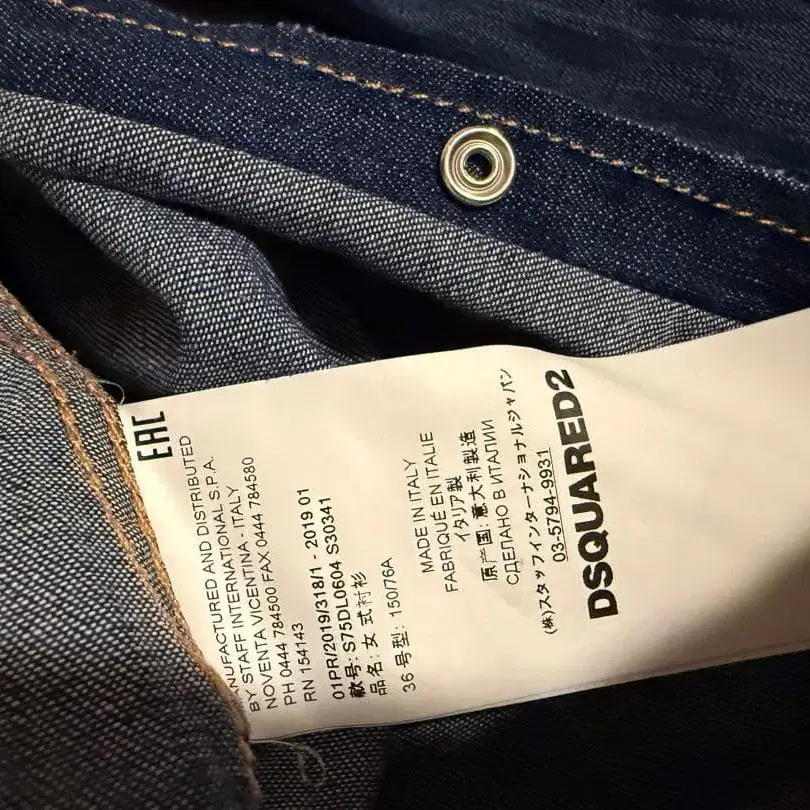 EAC
MANUFACTURED AND DISTRIBUTED
BY STAFF INTERNATIONAL S.P.A.
NOVENTA VICENTINA - ITALY
PH 0444 784500 FAX 0444 784580
RN 154143
01PR/2019/318/1 - 2019 01
款号: S75DL0604 S30341
品名: 女式衬衫
36 号型: 150/76A
MADE IN ITALY
FABRIQUÉ EN ITALIE
イタリア製
原产国: 意大利製造
СДЕЛАНО В ИТАЛИИ
(株)スタッフインターナショナルジャパン
03-5794-9931
DSQUARED2